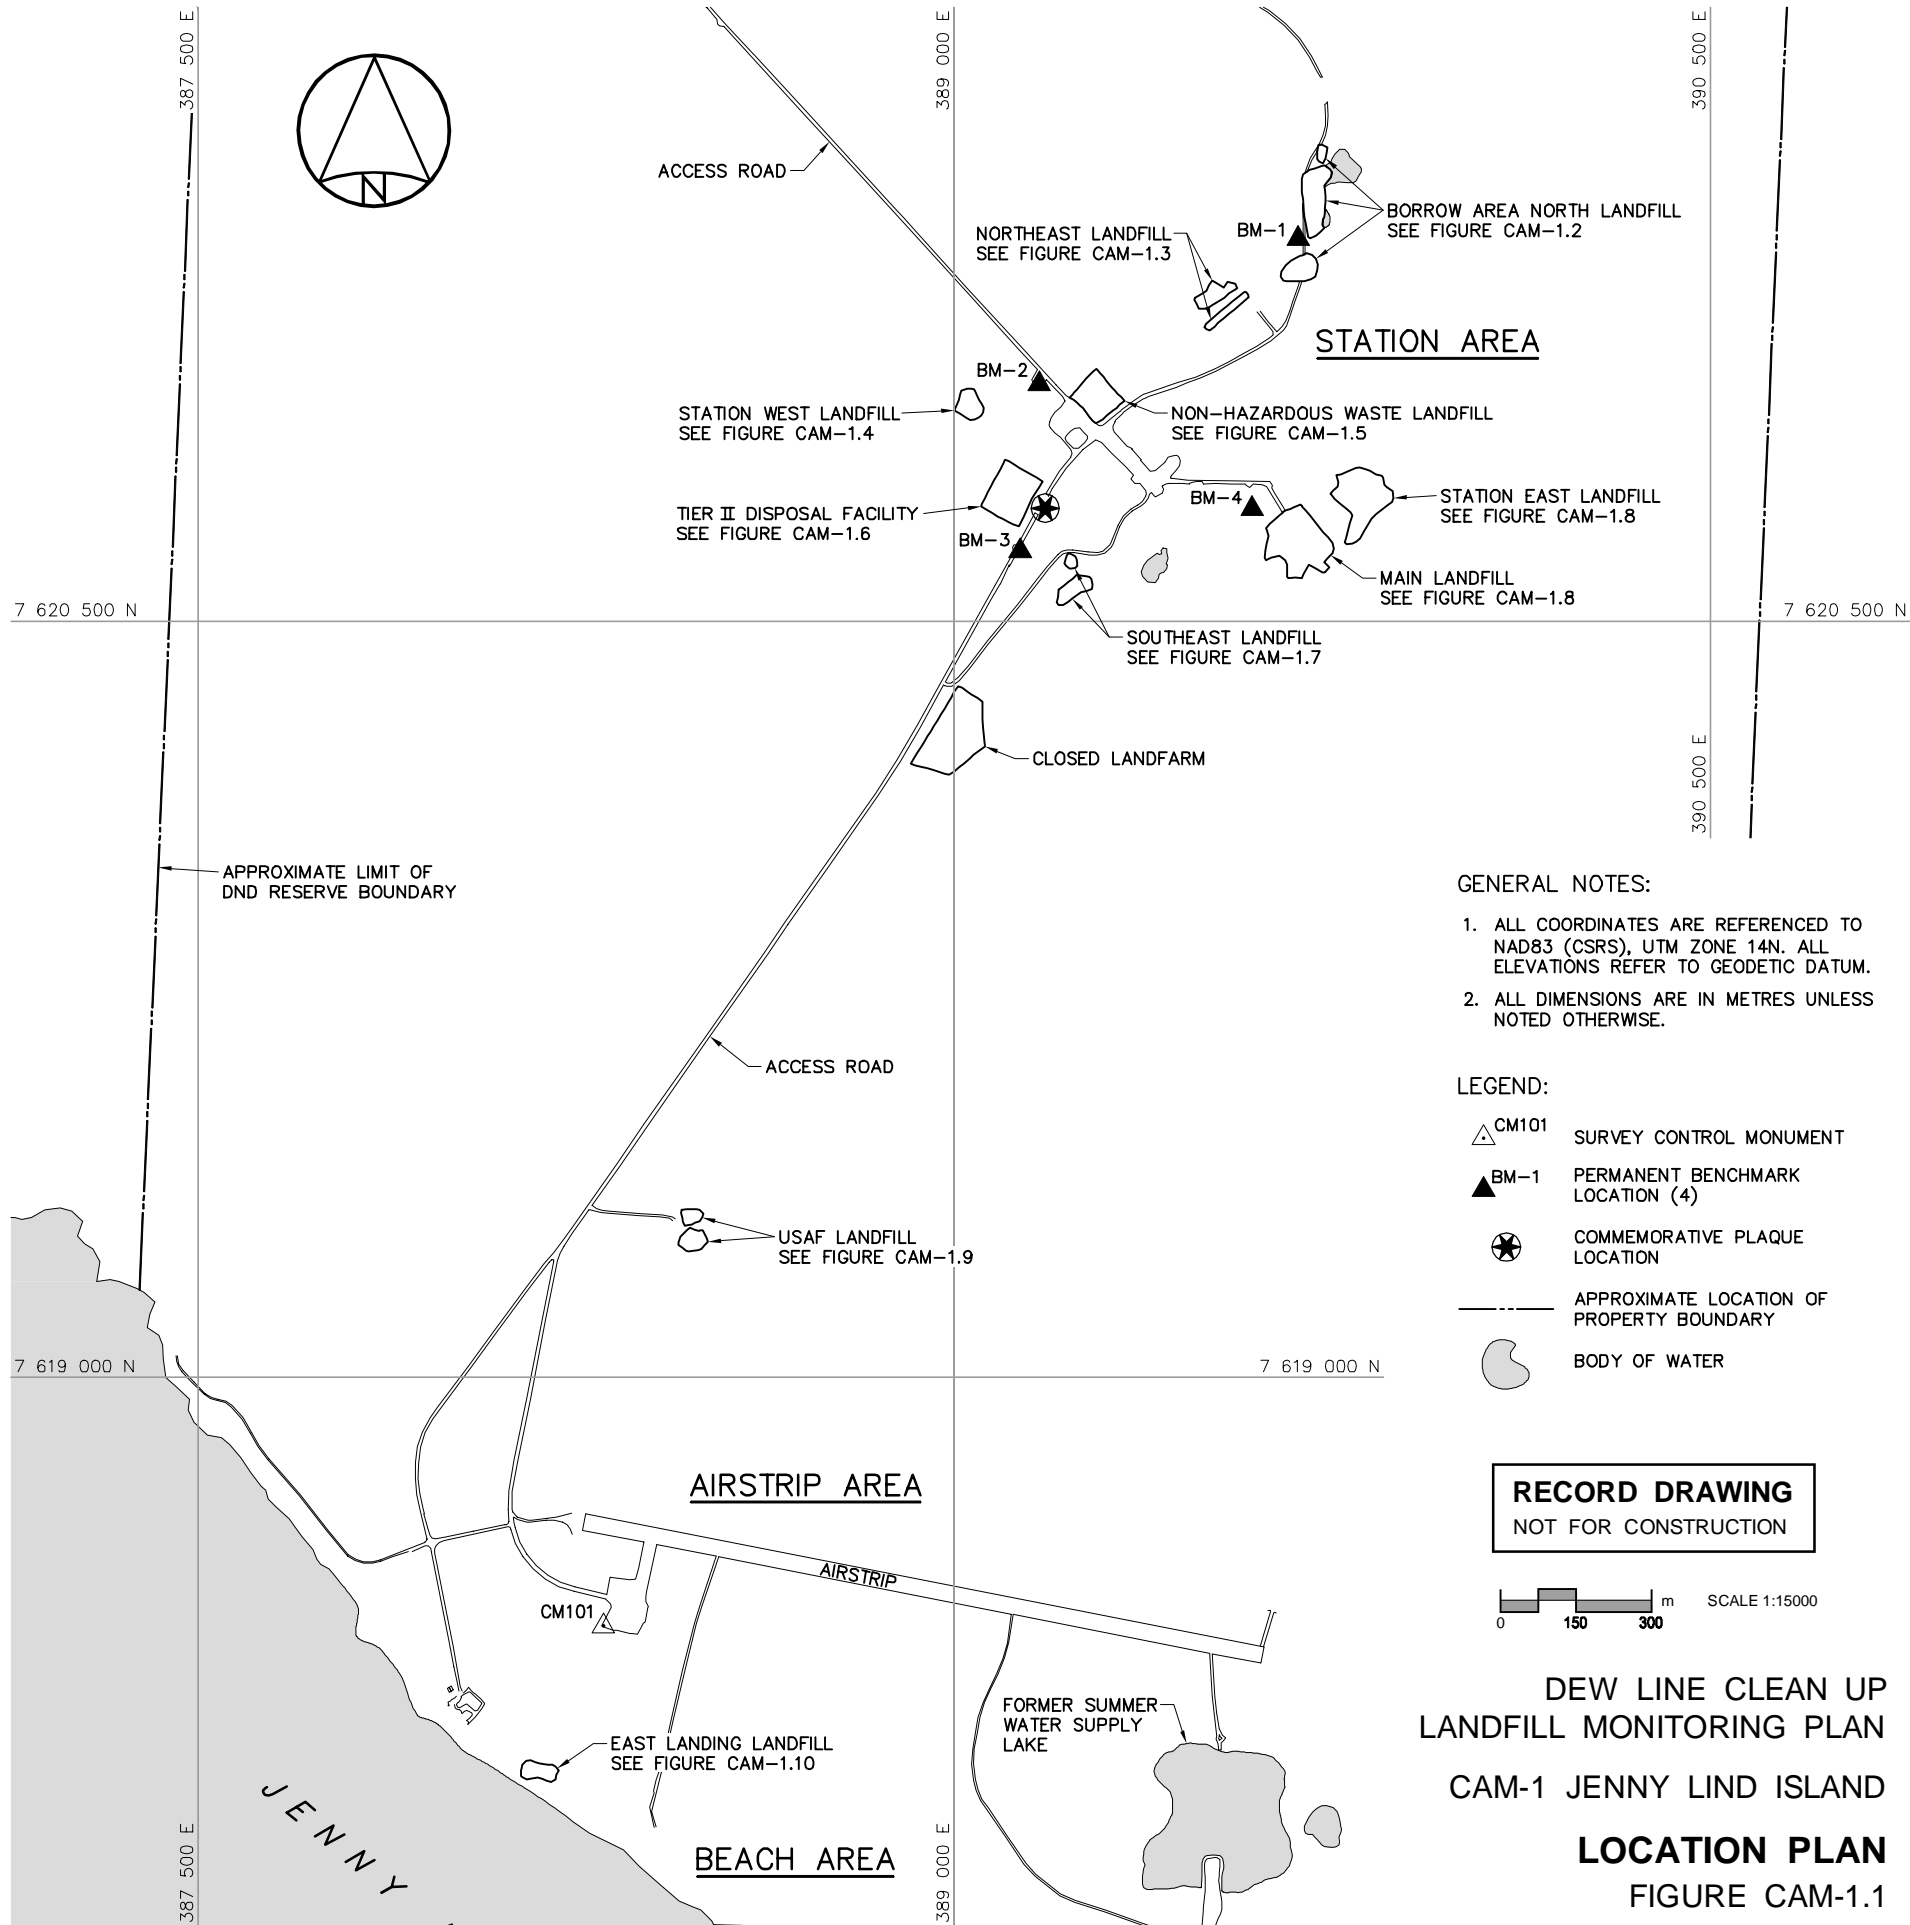 387 500 E
389 000 E
390 500 E
N
ACCESS ROAD
BORROW AREA NORTH LANDFILL
SEE FIGURE CAM-1.2
BM-1
NORTHEAST LANDFILL
SEE FIGURE CAM-1.3
STATION AREA
BM-2
STATION WEST LANDFILL
SEE FIGURE CAM-1.4
NON-HAZARDOUS WASTE LANDFILL
SEE FIGURE CAM-1.5
BM-4
STATION EAST LANDFILL
SEE FIGURE CAM-1.8
TIER II DISPOSAL FACILITY
SEE FIGURE CAM-1.6
BM-3
MAIN LANDFILL
SEE FIGURE CAM-1.8
7 620 500 N
7 620 500 N
SOUTHEAST LANDFILL
SEE FIGURE CAM-1.7
CLOSED LANDFARM
390 500 E
APPROXIMATE LIMIT OF
DND RESERVE BOUNDARY
GENERAL NOTES:
1. ALL COORDINATES ARE REFERENCED TO
NAD83 (CSRS), UTM ZONE 14N. ALL
ELEVATIONS REFER TO GEODETIC DATUM.
2. ALL DIMENSIONS ARE IN METRES UNLESS
NOTED OTHERWISE.
ACCESS ROAD
LEGEND:
CM101
SURVEY CONTROL MONUMENT
BM-1
PERMANENT BENCHMARK
LOCATION (4)
COMMEMORATIVE PLAQUE
LOCATION
APPROXIMATE LOCATION OF
PROPERTY BOUNDARY
BODY OF WATER
USAF LANDFILL
SEE FIGURE CAM-1.9
7 619 000 N
7 619 000 N
AIRSTRIP AREA
AIRSTRIP
CM101
RECORD DRAWING
NOT FOR CONSTRUCTION
0 150 300 m SCALE 1:15000
FORMER SUMMER
WATER SUPPLY
LAKE
EAST LANDING LANDFILL
SEE FIGURE CAM-1.10
JENNY
BEACH AREA
387 500 E
389 000 E
DEW LINE CLEAN UP
LANDFILL MONITORING PLAN
CAM-1 JENNY LIND ISLAND
LOCATION PLAN
FIGURE CAM-1.1